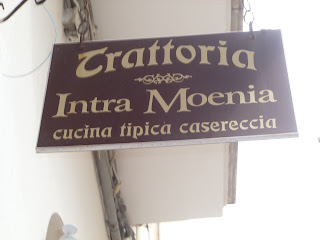 Trattoria
Intra Moenia
cucina tipica casereccia